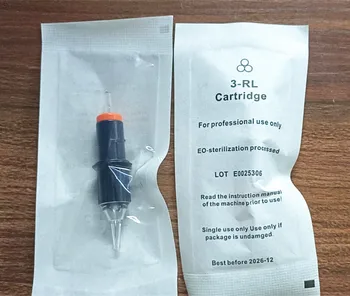 3-RL
Cartridge
For professional use only
EO-sterilization processed
LOT E0025306
Read the instruction manual
of the machine prior to use!
Single use only Use only if
package is undamged.
Best before 2026-12